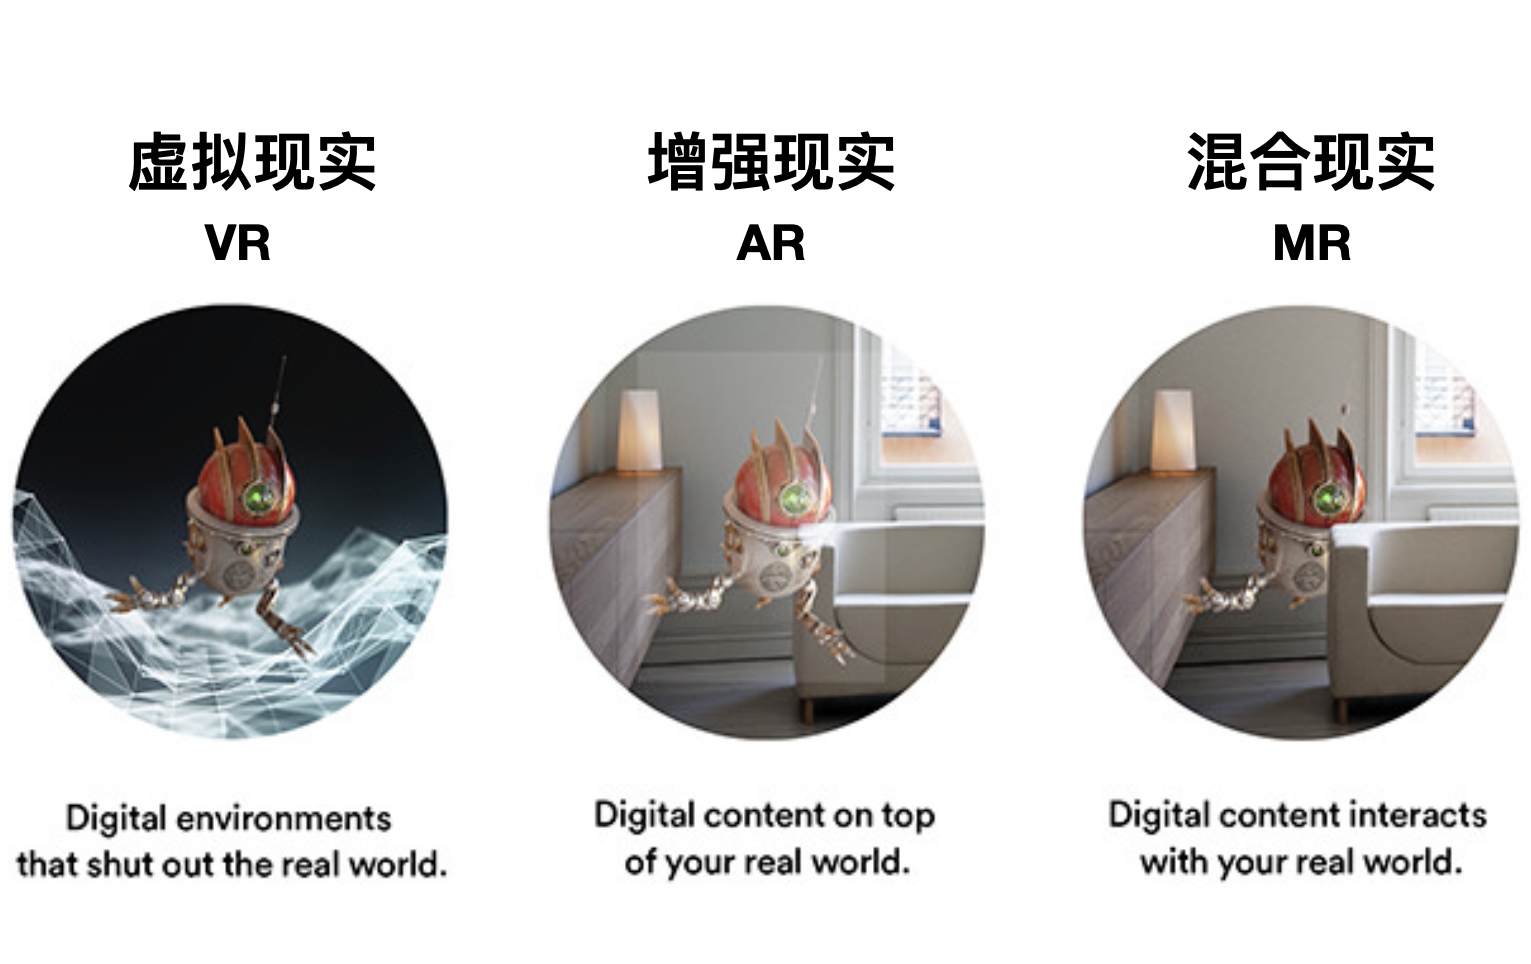 虚拟现实
VR
Digital environments
that shut out the real world.
增强现实
AR
Digital content on top
of your real world.
混合现实
MR
Digital content interacts
with your real world.